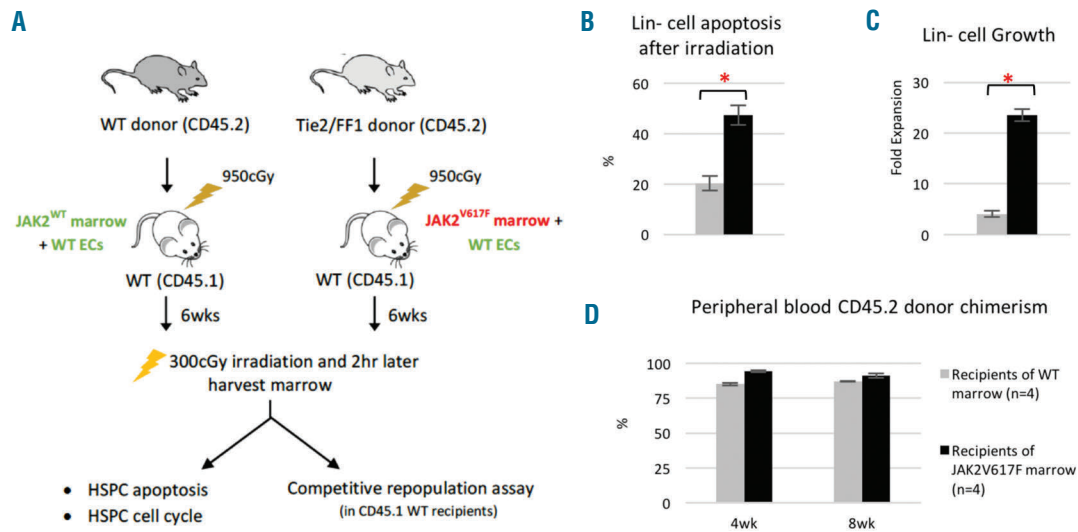 A
WT donor (CD45.2)
Tie2/FF1 donor (CD45.2)
950cGy
950cGy
JAK2WT marrow
+ WT ECs
JAK2V617F marrow +
WT ECs
WT (CD45.1)
WT (CD45.1)
6wks
6wks
300cGy irradiation and 2hr later
harvest marrow
• HSPC apoptosis
• HSPC cell cycle
Competitive repopulation assay
(in CD45.1 WT recipients)
B
Lin- cell apoptosis
after irradiation
*
60
40
20
0
%
C
Lin- cell Growth
*
30
20
10
0
Fold Expansion
D
Peripheral blood CD45.2 donor chimerism
100
75
50
25
0
%
4wk
8wk
Recipients of WT
marrow (n=4)
Recipients of
JAK2V617F marrow
(n=4)